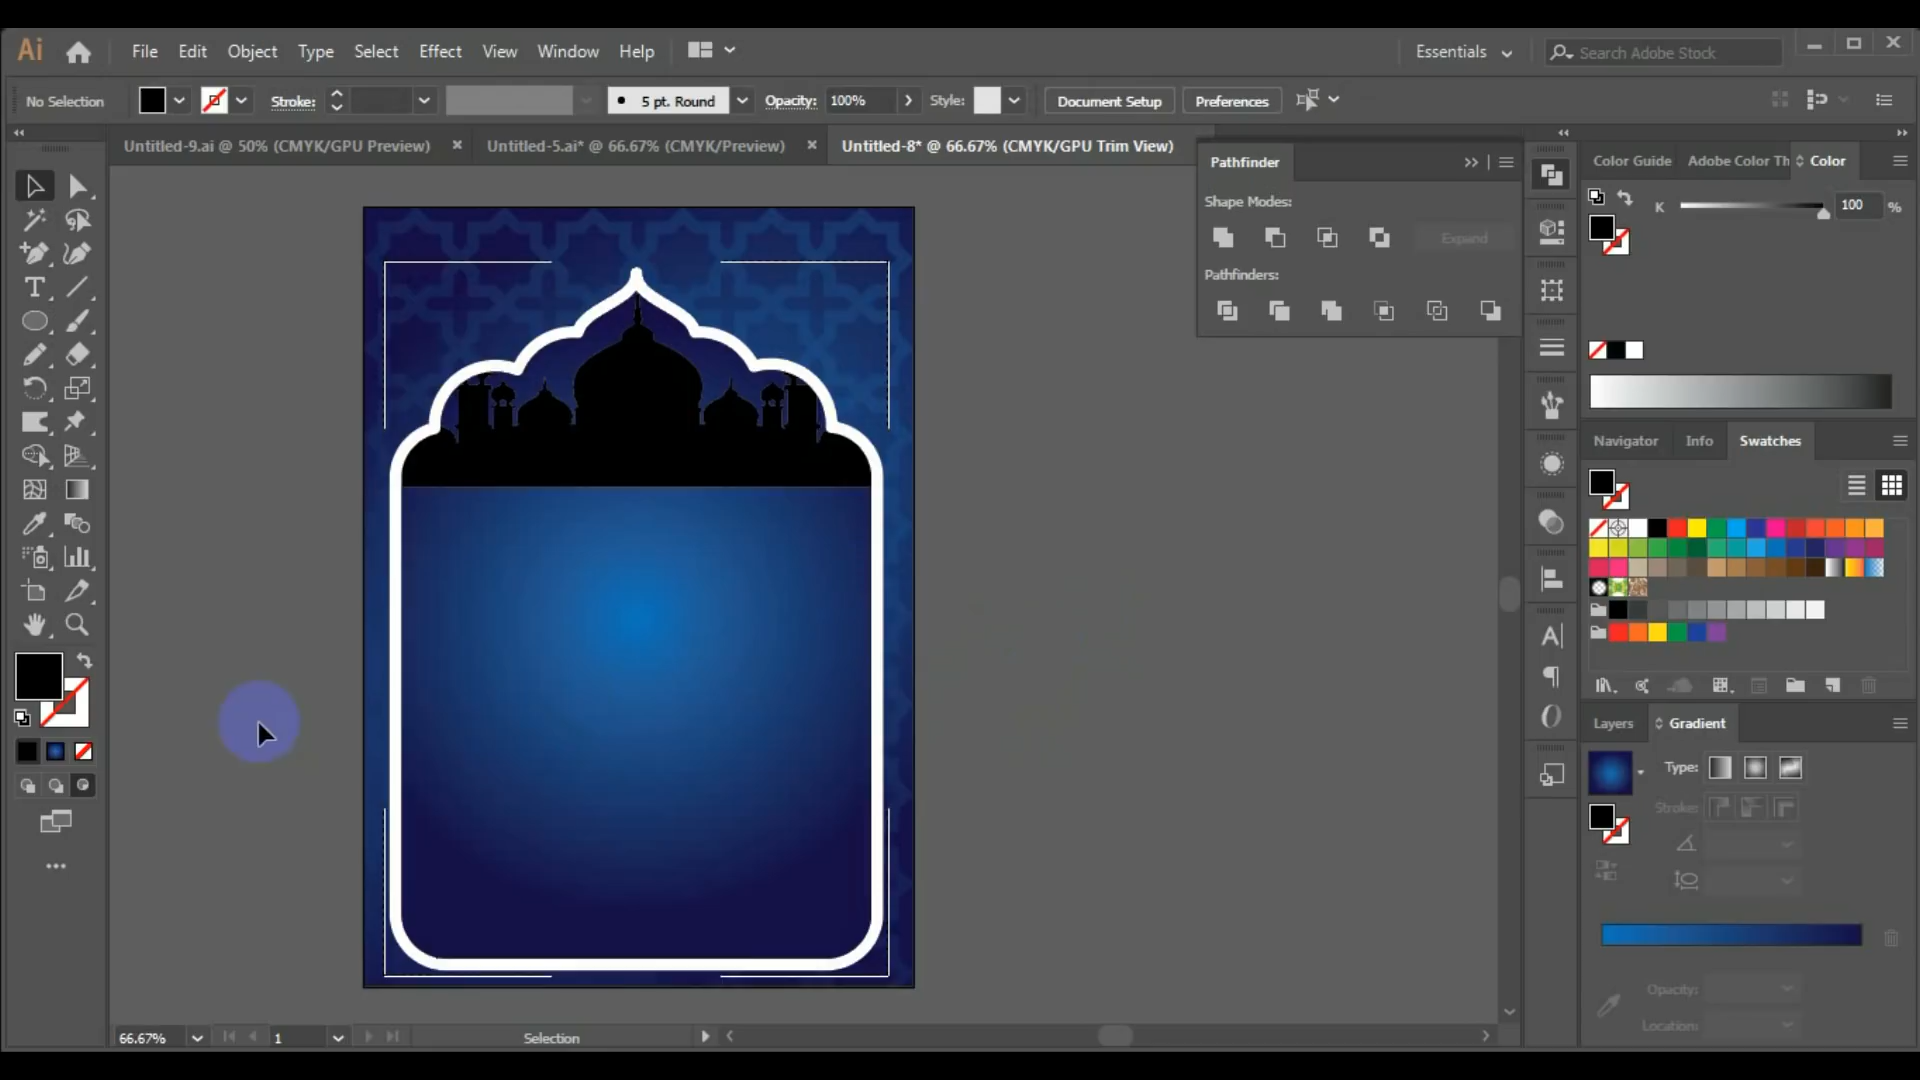 Ai
File Edit Object Type Select Effect View Window Help
Essentials
Search Adobe Stock
No Selection
Stroke:
5 pt. Round
Opacity: 100%
Style:
Document Setup
Preferences
Untitled-9.ai @ 50% (CMYK/GPU Preview)
Untitled-5.ai* @ 66.67% (CMYK/Preview)
Untitled-8* @ 66.67% (CMYK/GPU Trim View)
Pathfinder
Shape Modes:
Expand
Pathfinders:
Color Guide
Adobe Color Th
Color
K 100 %
Navigator
Info
Swatches
Layers
Gradient
Type:
Stroke:
Opacity:
Location:
66.67%
1
Selection